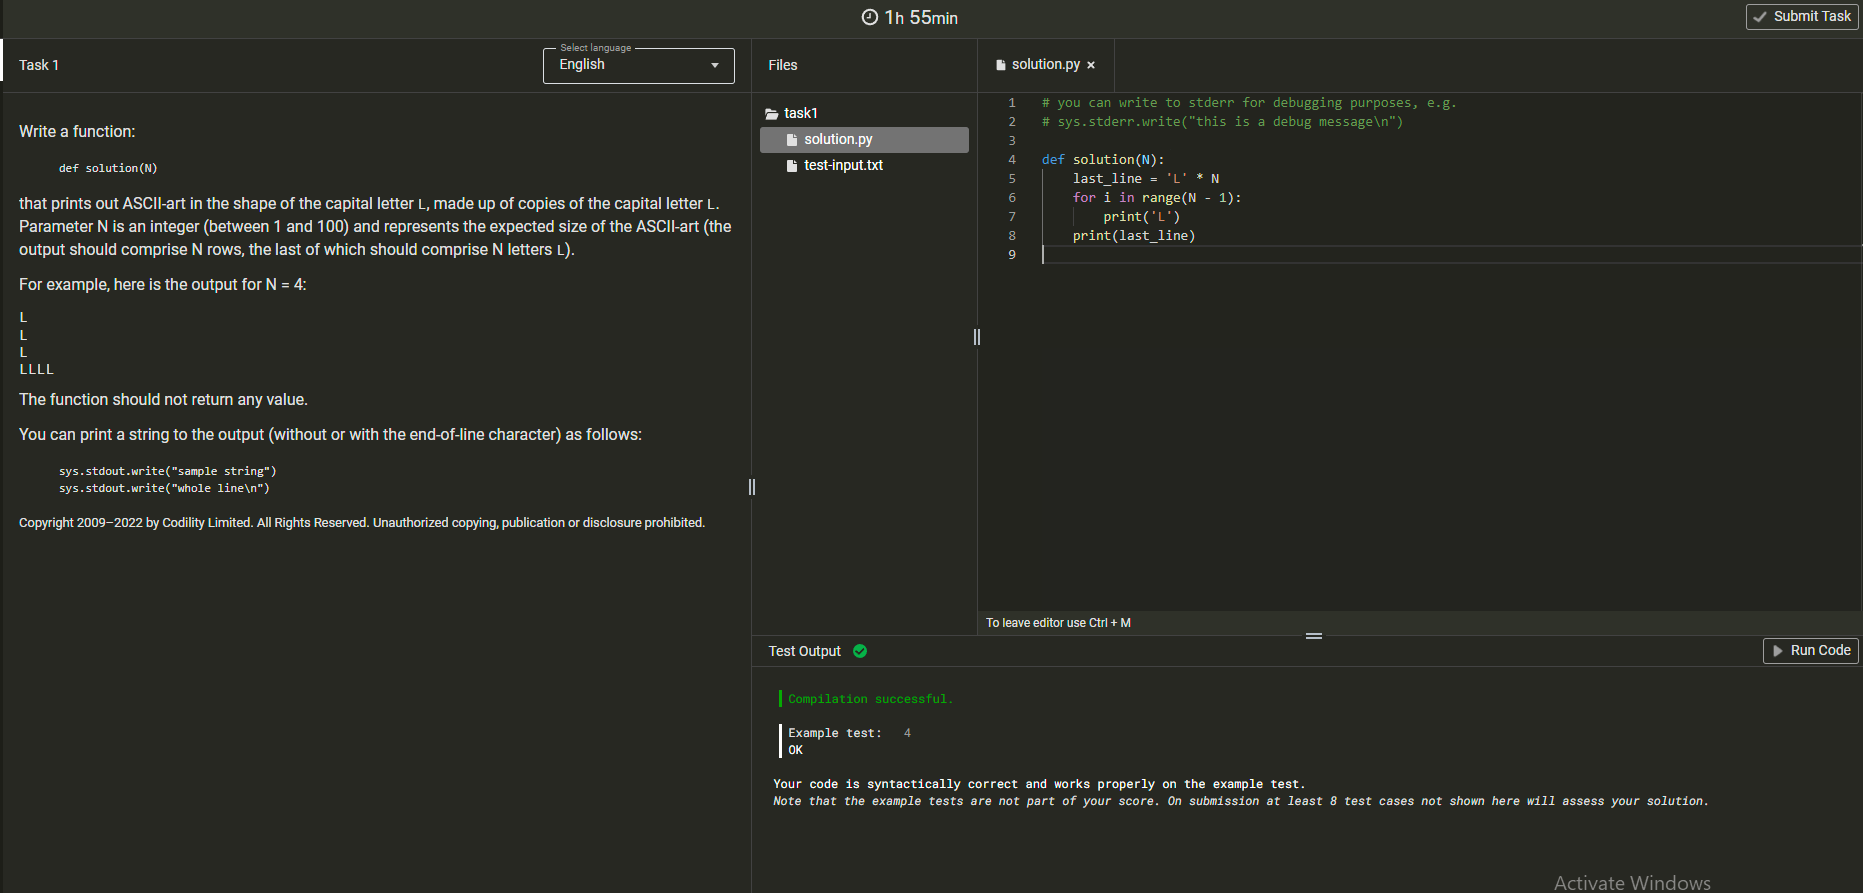 1h 55min
Submit Task
Task 1
Select language
English
Files
solution.py ×
task1
solution.py
test-input.txt
Write a function:
def solution(N)
that prints out ASCII-art in the shape of the capital letter L, made up of copies of the capital letter L.
Parameter N is an integer (between 1 and 100) and represents the expected size of the ASCII-art (the
output should comprise N rows, the last of which should comprise N letters L).
For example, here is the output for N = 4:
L
L
L
LLLL
The function should not return any value.
You can print a string to the output (without or with the end-of-line character) as follows:
sys.stdout.write("sample string")
sys.stdout.write("whole line\n")
Copyright 2009–2022 by Codility Limited. All Rights Reserved. Unauthorized copying, publication or disclosure prohibited.
1 # you can write to stderr for debugging purposes, e.g.
2 # sys.stderr.write("this is a debug message\n")
3
4 def solution(N):
5     last_line = 'L' * N
6     for i in range(N - 1):
7         print('L')
8     print(last_line)
9
To leave editor use Ctrl + M
Test Output
Run Code
Compilation successful.
Example test:   4
OK
Your code is syntactically correct and works properly on the example test.
Note that the example tests are not part of your score. On submission at least 8 test cases not shown here will assess your solution.
Activate Windows